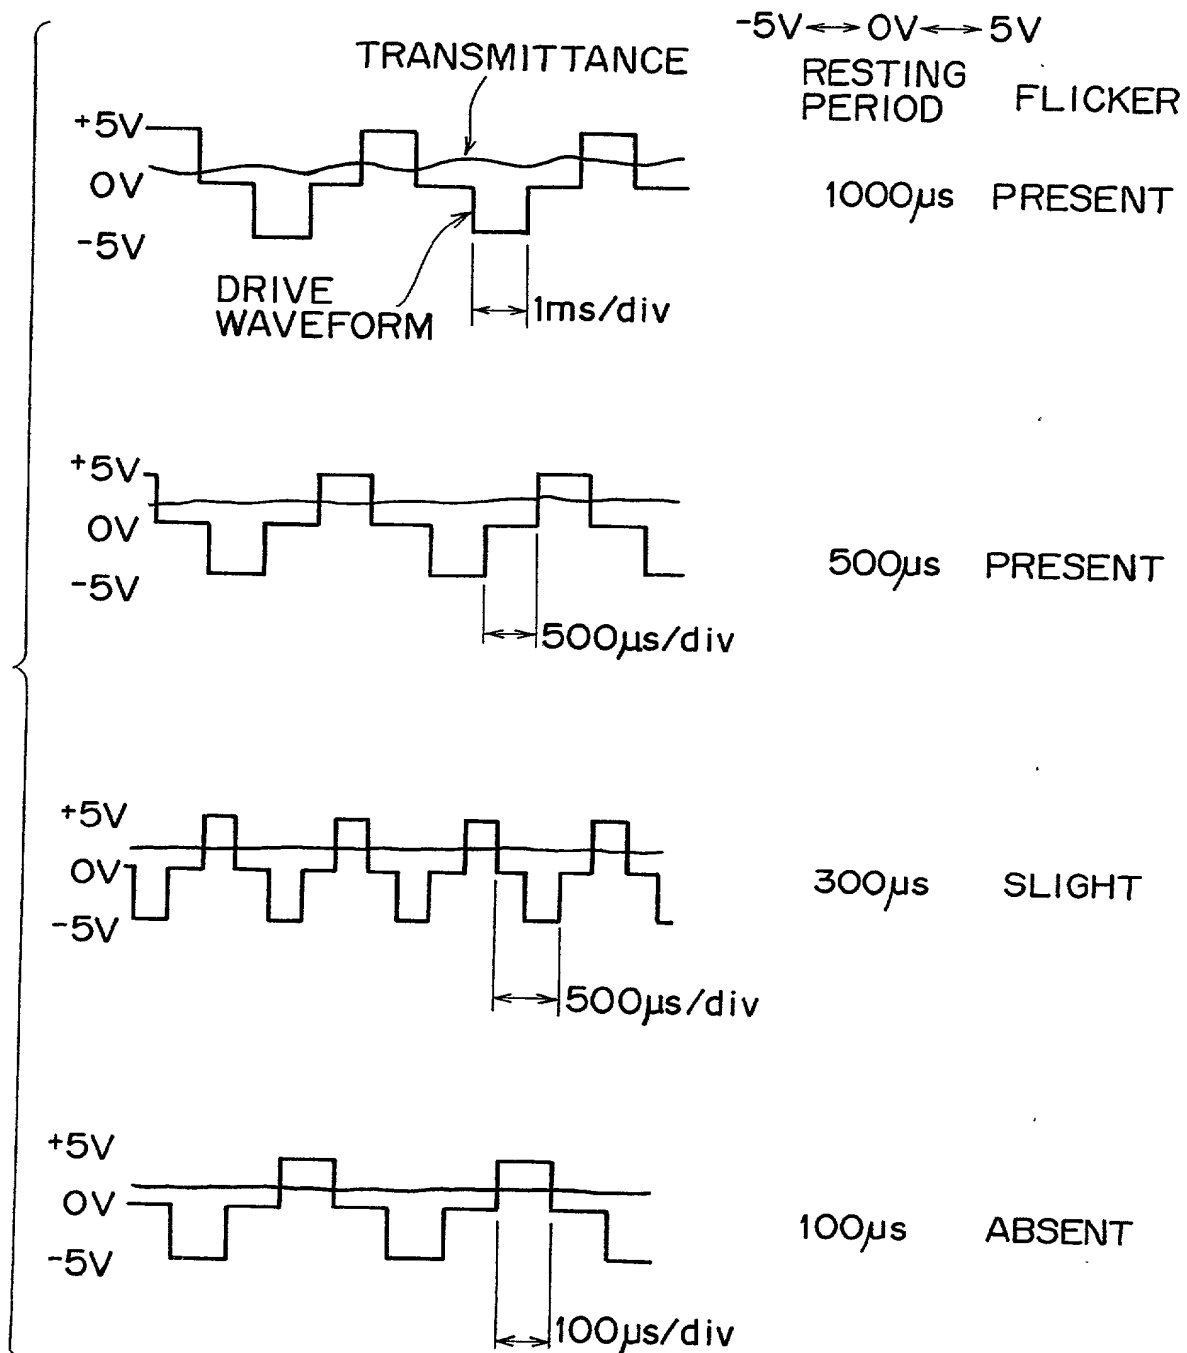 -5V↔0V↔5V
TRANSMITTANCE
RESTING
PERIOD
FLICKER
+5V
0V
-5V
1000µs PRESENT
DRIVE
WAVEFORM
1ms/div
+5V
0V
-5V
500µs PRESENT
500µs/div
+5V
0V
-5V
300µs SLIGHT
500µs/div
+5V
0V
-5V
100µs ABSENT
100µs/div